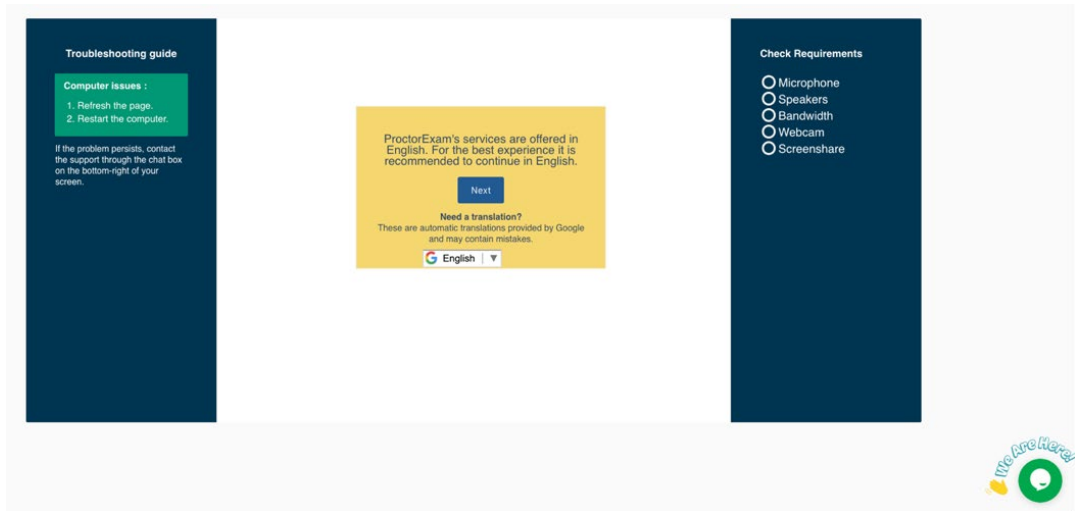 Troubleshooting guide
Computer issues :
1. Refresh the page.
2. Restart the computer.
If the problem persists, contact
the support through the chat box
on the bottom-right of your
screen.
ProctorExam's services are offered in
English. For the best experience it is
recommended to continue in English.
Next
Need a translation?
These are automatic translations provided by Google
and may contain mistakes.
G English | ▼
Check Requirements
Microphone
Speakers
Bandwidth
Webcam
Screenshare
We Are Here!